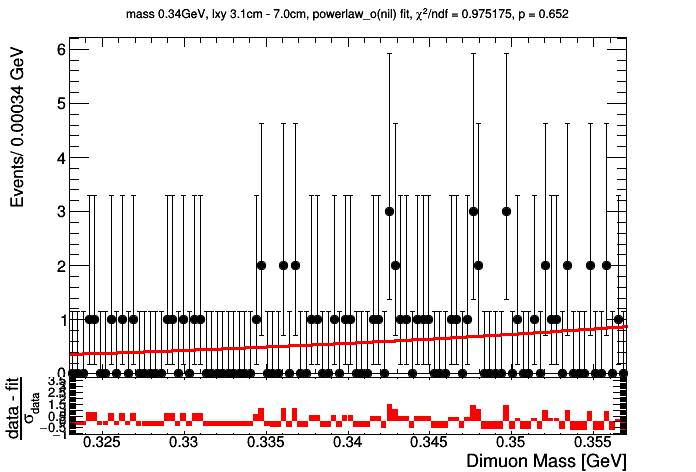 mass 0.34GeV, lxy 3.1cm - 7.0cm, powerlaw_o(nil) fit, χ²/ndf = 0.975175, p = 0.652
Events/ 0.00034 GeV
6
5
4
3
2
1
0
data - fit
σdata
3.5
0.325 0.33 0.335 0.34 0.345 0.35 0.355
Dimuon Mass [GeV]